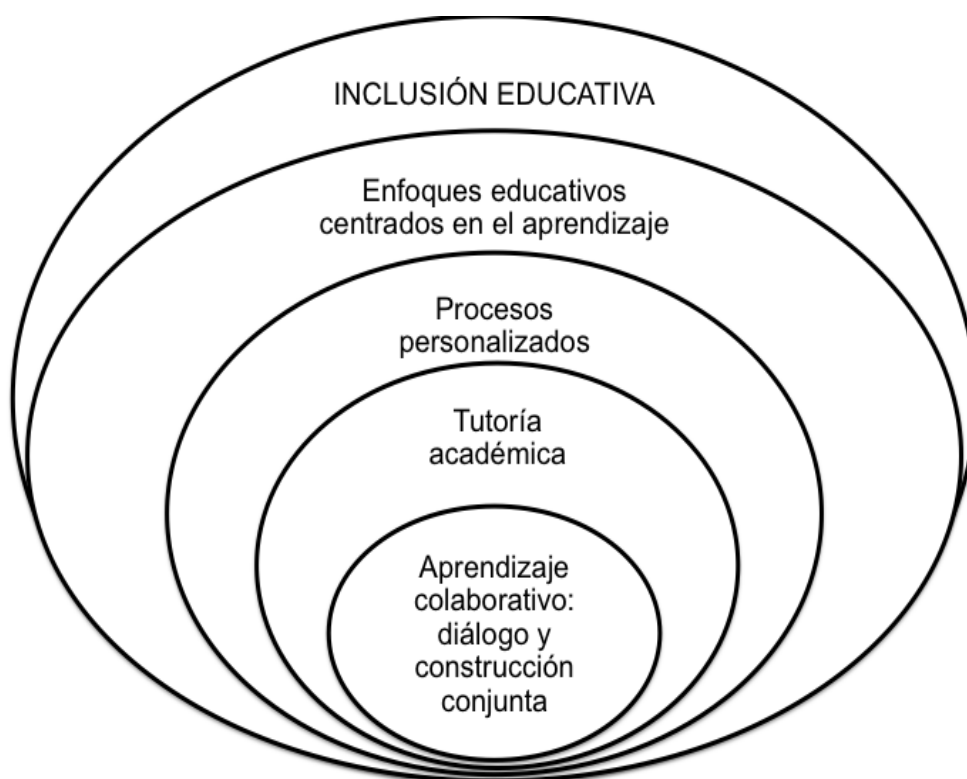 INCLUSIÓN EDUCATIVA
Enfoques educativos
centrados en el aprendizaje
Procesos
personalizados
Tutoría
académica
Aprendizaje
colaborativo:
diálogo y
construcción
conjunta